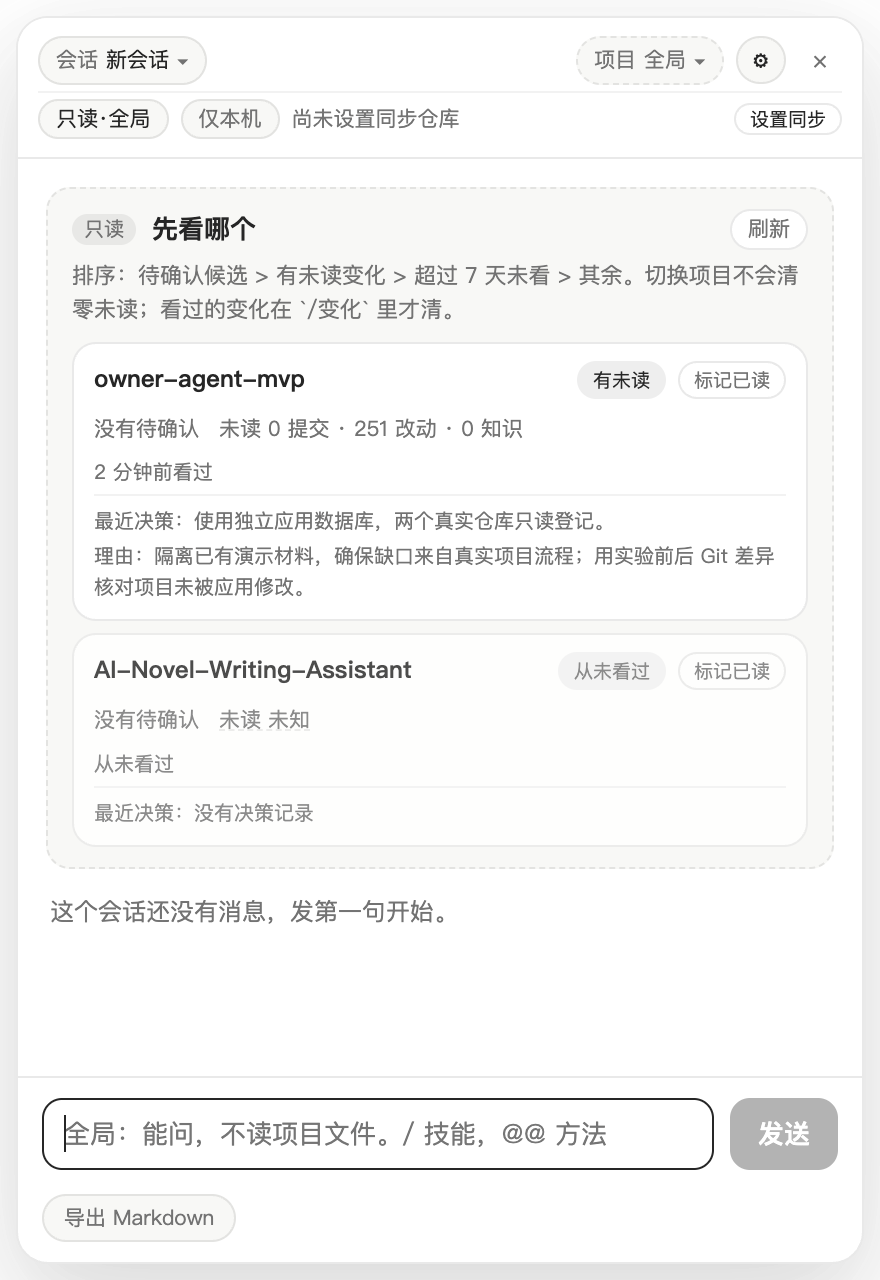 会话 新会话
项目 全局
只读·全局 仅本机 尚未设置同步仓库 设置同步
只读 先看哪个 刷新
排序：待确认候选 > 有未读变化 > 超过 7 天未看 > 其余。切换项目不会清
零未读；看过的变化在 `/变化` 里才清。
owner-agent-mvp 有未读 标记已读
没有待确认 未读 0 提交 · 251 改动 · 0 知识
2 分钟前看过
最近决策：使用独立应用数据库，两个真实仓库只读登记。
理由：隔离已有演示材料，确保缺口来自真实项目流程；用实验前后 Git 差异
核对项目未被应用修改。
AI-Novel-Writing-Assistant 从未看过 标记已读
没有待确认 未读 未知
从未看过
最近决策：没有决策记录
这个会话还没有消息，发第一句开始。
全局：能问，不读项目文件。/ 技能，@@ 方法 发送
导出 Markdown